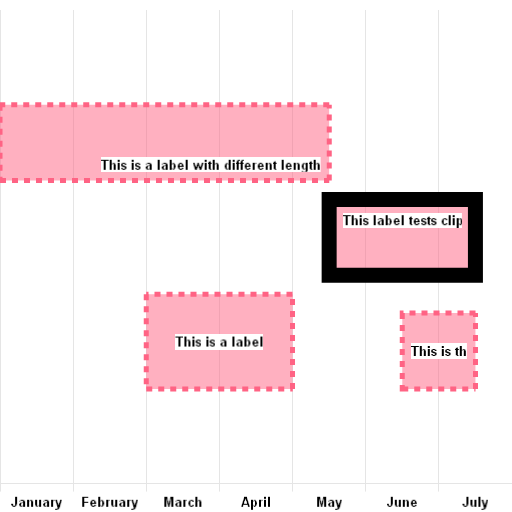 This is a label with different length
This label tests clip
This is a label
This is th
January February March April May June July